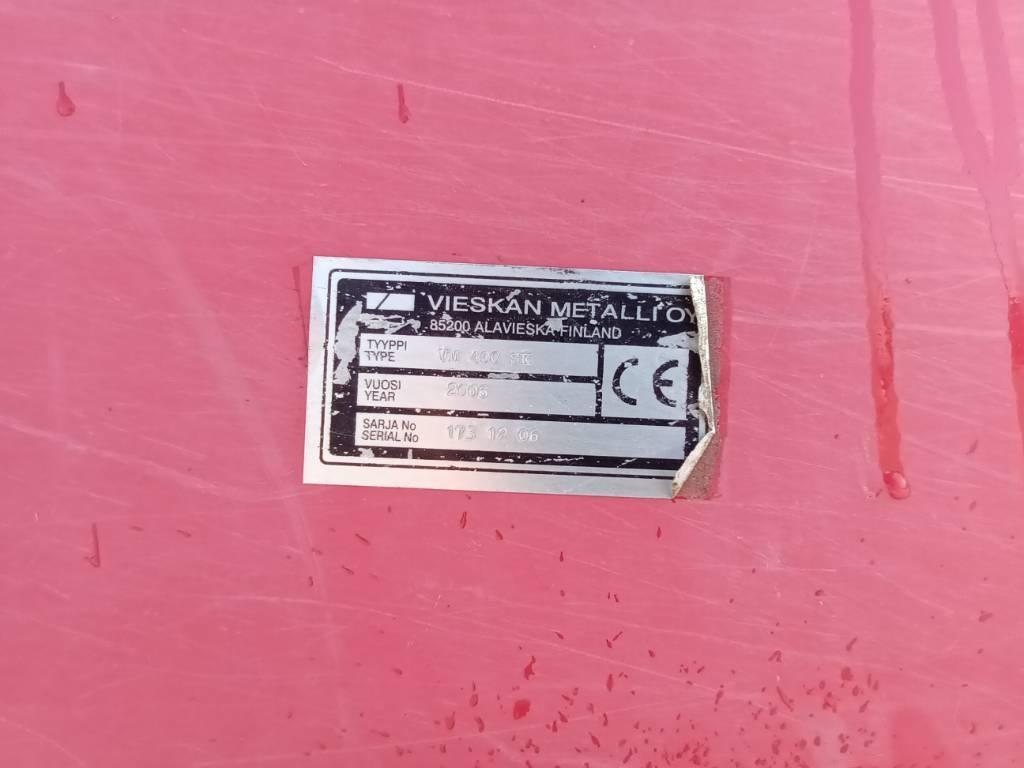 VIESKAN METALLI OY
85200 ALAVIESKA FINLAND
TYYPPI
TYPE
VUOSI
YEAR 2006
SARJA No
SERIAL No 173 12 06
CE